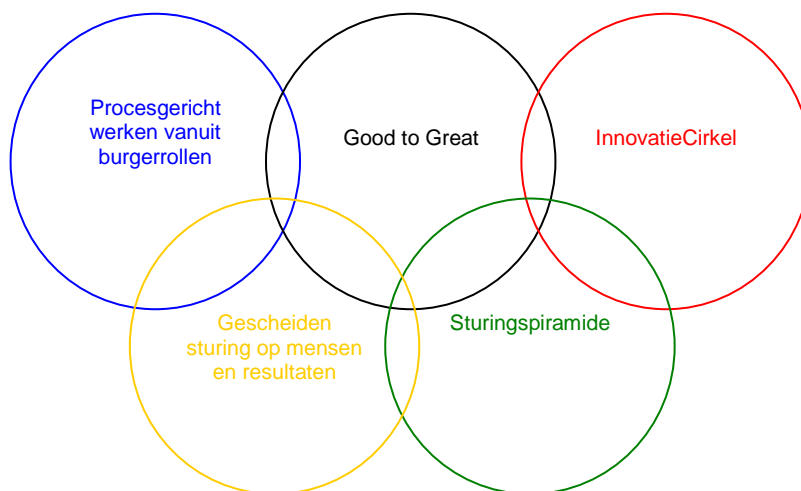 Procesgericht
werken vanuit
burgerrollen
Good to Great
InnovatieCirkel
Gescheiden
sturing op mensen
en resultaten
Sturingspiramide